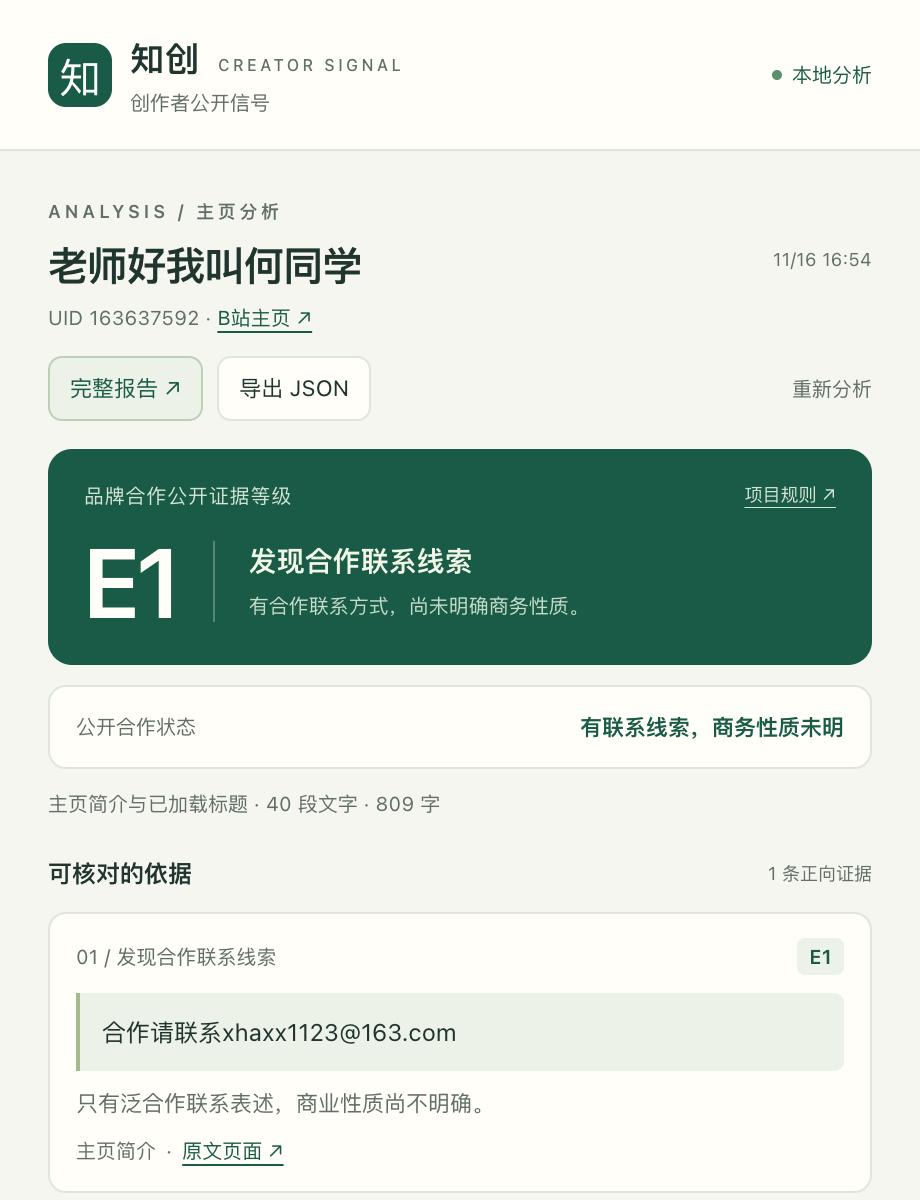 知
知创 CREATOR SIGNAL
创作者公开信号
本地分析
ANALYSIS / 主页分析
老师好我叫何同学
11/16 16:54
UID 163637592 · B站主页 ↗
完整报告 ↗
导出 JSON
重新分析
品牌合作公开证据等级
项目规则 ↗
E1
发现合作联系线索
有合作联系方式，尚未明确商务性质。
公开合作状态
有联系线索，商务性质未明
主页简介与已加载标题 · 40 段文字 · 809 字
可核对的依据
1 条正向证据
01 / 发现合作联系线索
E1
合作请联系xhaxx1123@163.com
只有泛合作联系表述，商业性质尚不明确。
主页简介 · 原文页面 ↗